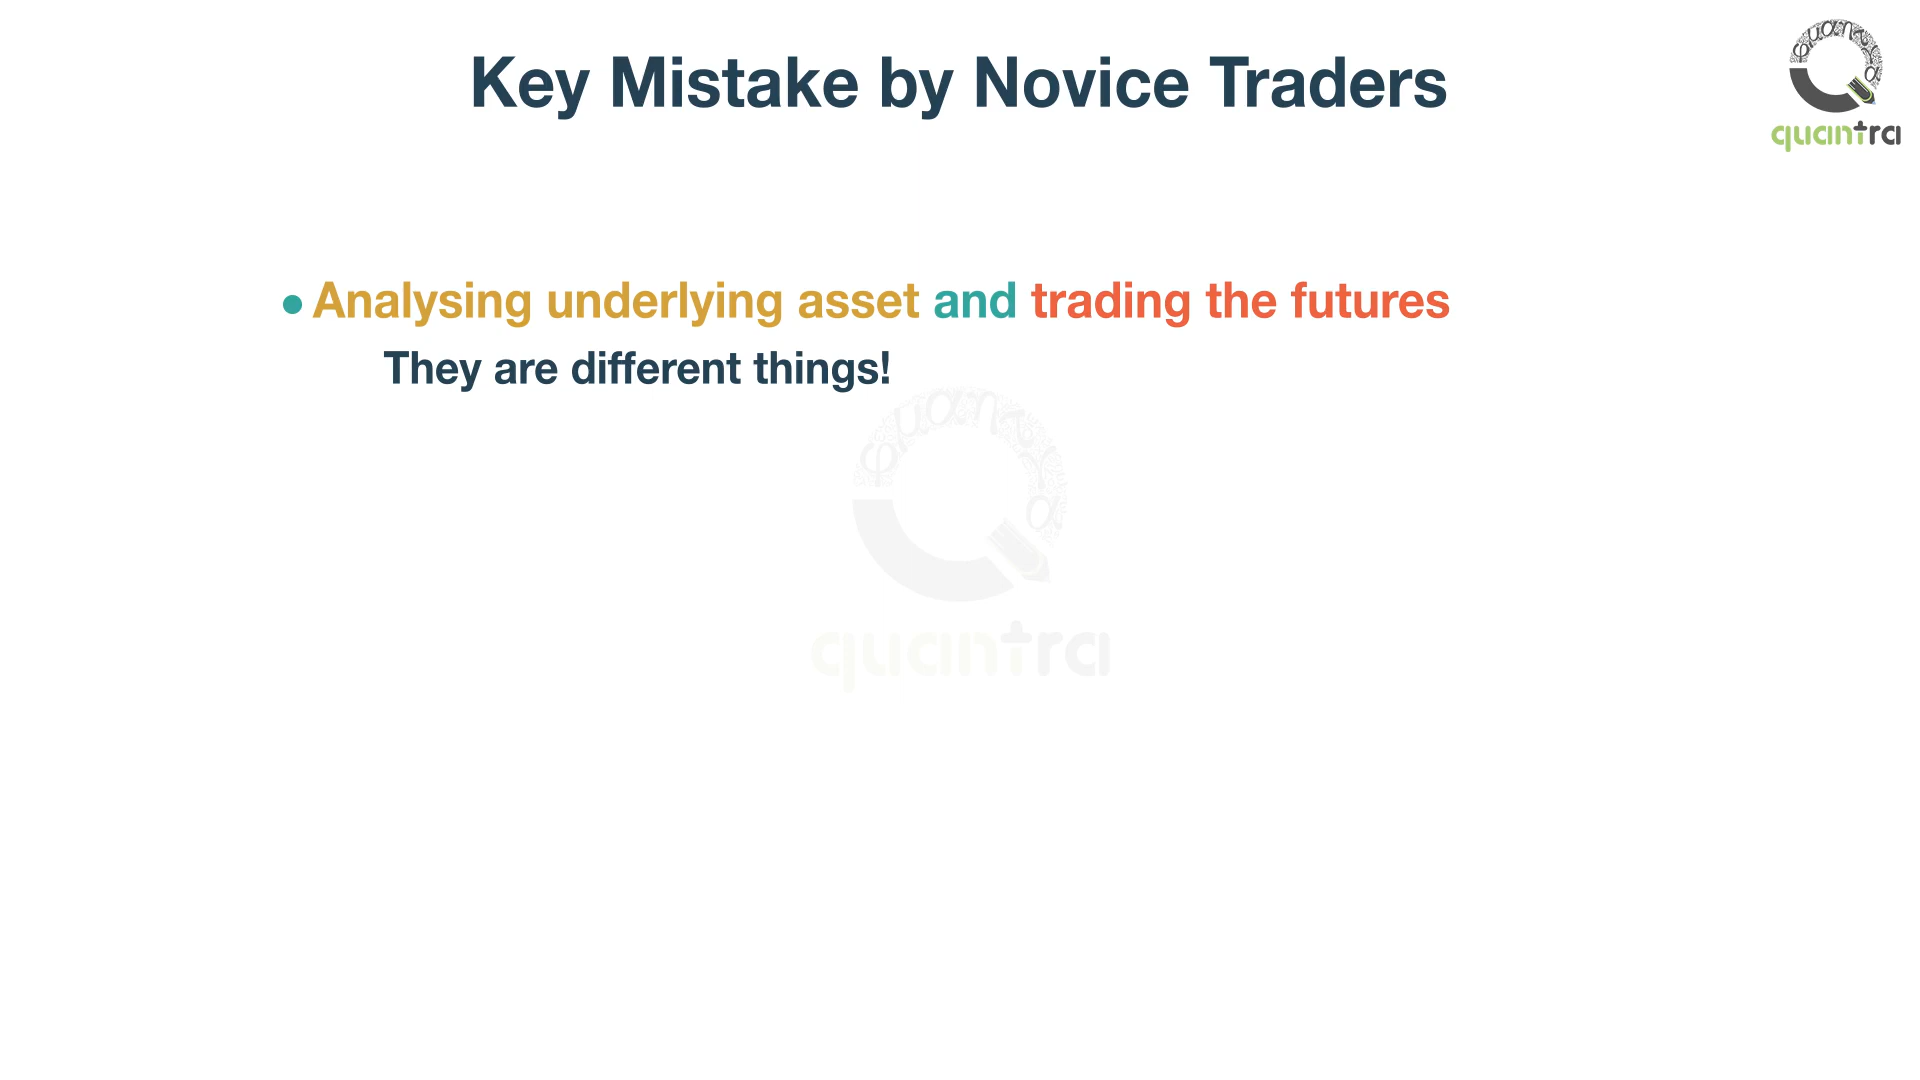 Key Mistake by Novice Traders
quantra
• Analysing underlying asset and trading the futures
They are different things!
quantra